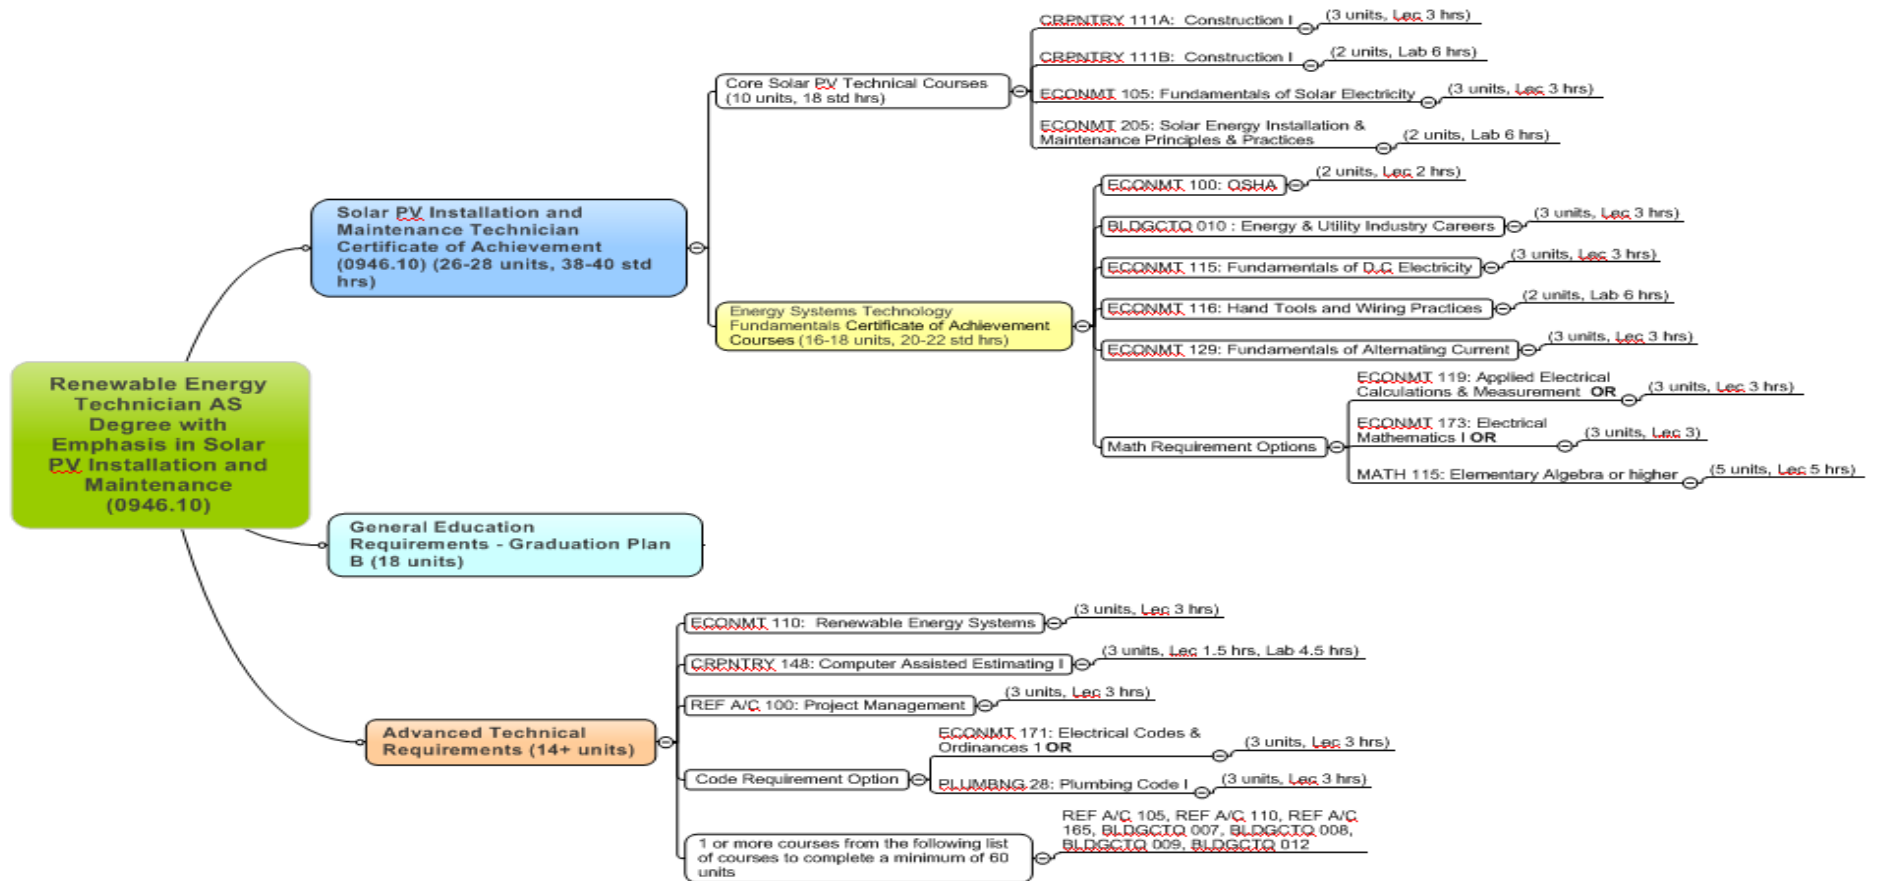 Renewable Energy
Technician AS
Degree with
Emphasis in Solar
PV Installation and
Maintenance
(0946.10)
Solar PV Installation and
Maintenance Technician
Certificate of Achievement
(0946.10) (26-28 units, 38-40 std
hrs)
Core Solar PV Technical Courses
(10 units, 18 std hrs)
CRPNTRY 111A:  Construction I
(3 units, Lec 3 hrs)
CRPNTRY 111B:  Construction I
(2 units, Lab 6 hrs)
ECONMT 105: Fundamentals of Solar Electricity
(3 units, Lec 3 hrs)
ECONMT 205: Solar Energy Installation &
Maintenance Principles & Practices
(2 units, Lab 6 hrs)
Energy Systems Technology
Fundamentals Certificate of Achievement
Courses (16-18 units, 20-22 std hrs)
ECONMT 100: OSHA
(2 units, Lec 2 hrs)
BLDGCTQ 010 : Energy & Utility Industry Careers
(3 units, Lec 3 hrs)
ECONMT 115: Fundamentals of D.C Electricity
(3 units, Lec 3 hrs)
ECONMT 116: Hand Tools and Wiring Practices
(2 units, Lab 6 hrs)
ECONMT 129: Fundamentals of Alternating Current
(3 units, Lec 3 hrs)
Math Requirement Options
ECONMT 119: Applied Electrical
Calculations & Measurement  OR
(3 units, Lec 3 hrs)
ECONMT 173: Electrical
Mathematics I OR
(3 units, Lec 3)
MATH 115: Elementary Algebra or higher
(5 units, Lec 5 hrs)
General Education
Requirements - Graduation Plan
B (18 units)
Advanced Technical
Requirements (14+ units)
ECONMT 110:  Renewable Energy Systems
(3 units, Lec 3 hrs)
CRPNTRY 148: Computer Assisted Estimating I
(3 units, Lec 1.5 hrs, Lab 4.5 hrs)
REF A/C 100: Project Management
(3 units, Lec 3 hrs)
Code Requirement Option
ECONMT 171: Electrical Codes &
Ordinances 1 OR
(3 units, Lec 3 hrs)
PLUMBNG 28: Plumbing Code I
(3 units, Lec 3 hrs)
1 or more courses from the following list
of courses to complete a minimum of 60
units
REF A/C 105, REF A/C 110, REF A/C
165, BLDGCTQ 007, BLDGCTQ 008,
BLDGCTQ 009, BLDGCTQ 012